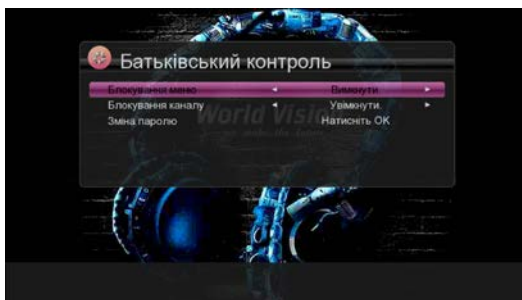 Батьківський контроль
Блокування меню Вимкнути.
Блокування каналу Увімкнути.
Зміна паролю Натисніть OK
World Vision